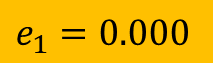 e₁ = 0.000